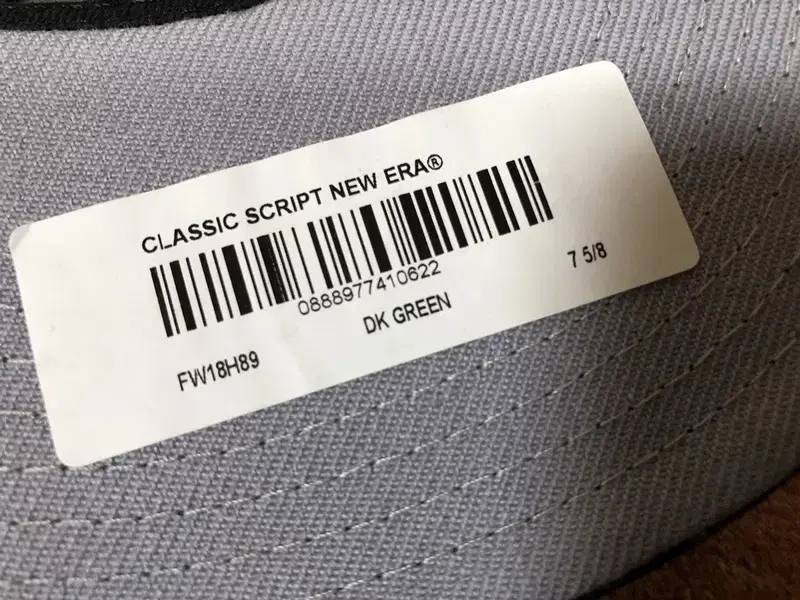 CLASSIC SCRIPT NEW ERA®
0888977410622
DK GREEN
7 5/8
FW18H89